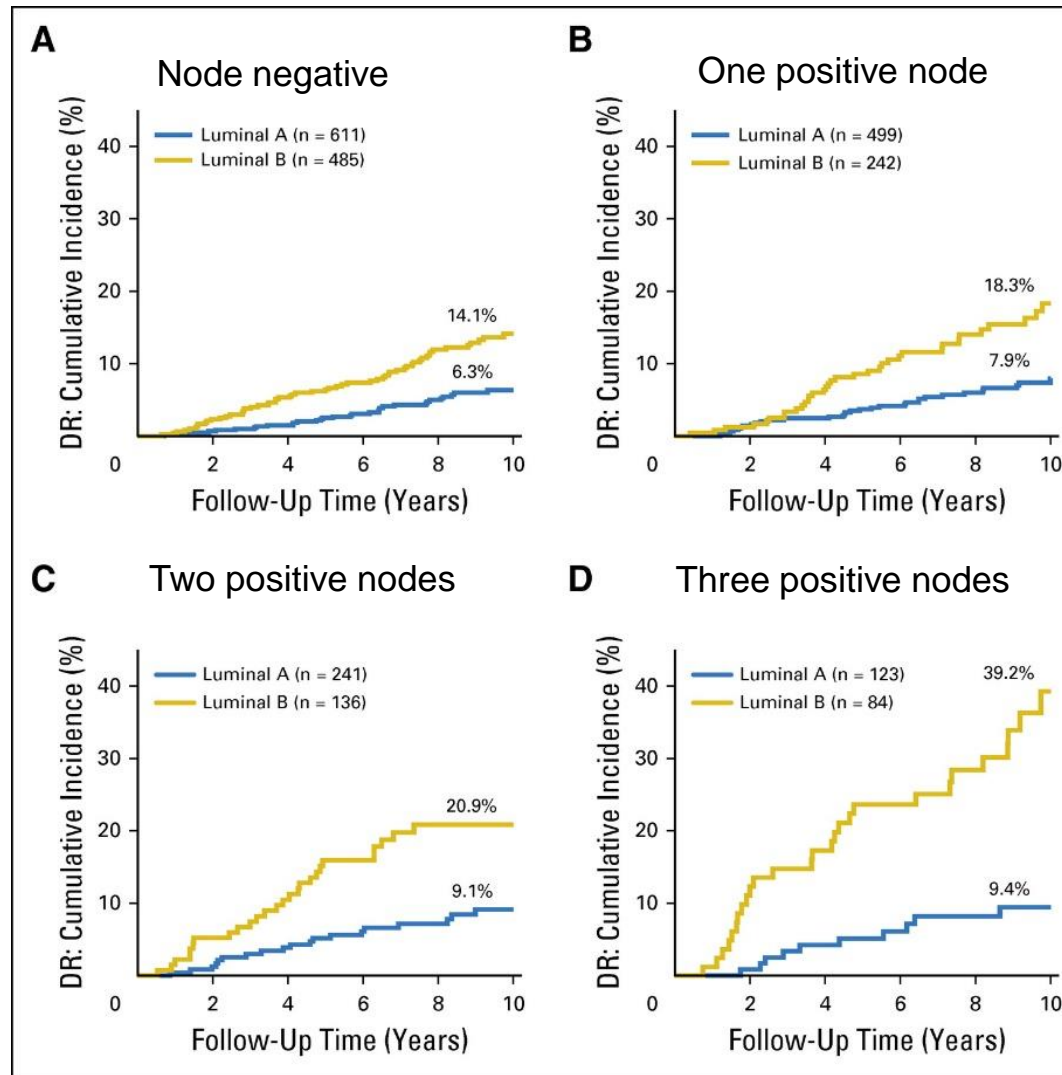 A
Node negative
DR: Cumulative Incidence (%)
40
30
20
10
0
Luminal A (n = 611)
Luminal B (n = 485)
14.1%
6.3%
2 4 6 8 10
Follow-Up Time (Years)
B
One positive node
DR: Cumulative Incidence (%)
40
30
20
10
0
Luminal A (n = 499)
Luminal B (n = 242)
18.3%
7.9%
2 4 6 8 10
Follow-Up Time (Years)
C
Two positive nodes
DR: Cumulative Incidence (%)
40
30
20
10
0
Luminal A (n = 241)
Luminal B (n = 136)
20.9%
9.1%
2 4 6 8 10
Follow-Up Time (Years)
D
Three positive nodes
DR: Cumulative Incidence (%)
40
30
20
10
0
Luminal A (n = 123)
Luminal B (n = 84)
39.2%
9.4%
2 4 6 8 10
Follow-Up Time (Years)